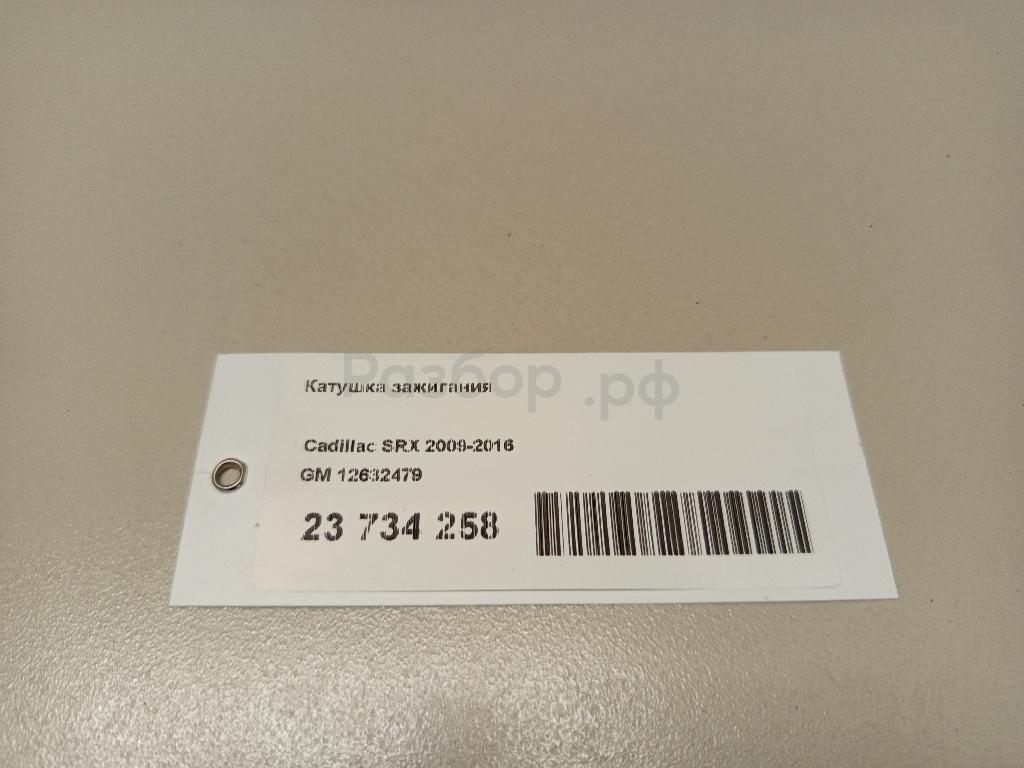 Разбор.рф
Катушка зажигания
Cadillac SRX 2009-2016
GM 12632479
23 734 258